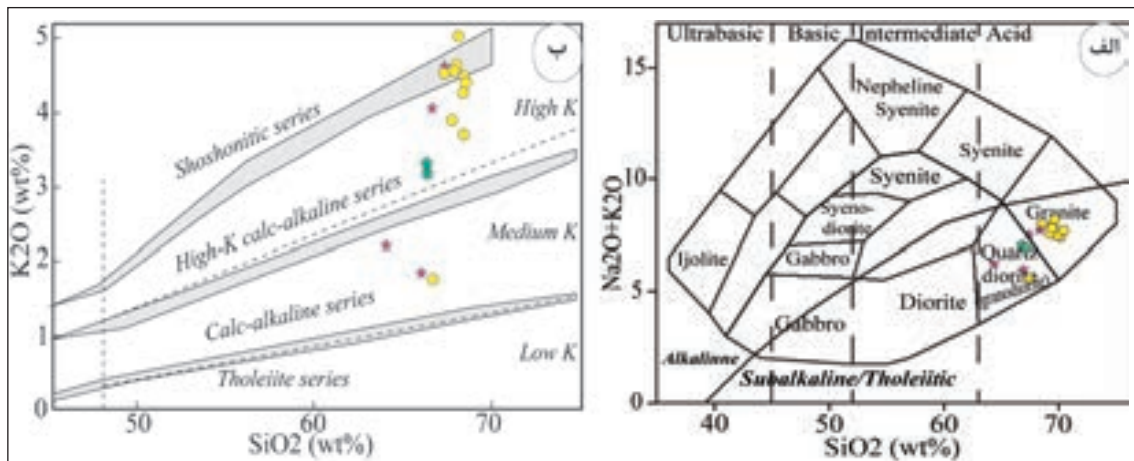 ب
K2O (wt%)
5
4
3
2
1
0
50
60
70
SiO2 (wt%)
Shoshonitic series
High K
High-K calc-alkaline series
Medium K
Calc-alkaline series
Low K
Tholeiite series
الف
Ultrabasic
Basic
Intermediate
Acid
Na2O+K2O
15
10
5
0
40
50
60
70
SiO2 (wt%)
Nepheline
Syenite
Syenite
Syenite
Syeno-
diorite
Granite
Ijolite
Gabbro
Quartz
diorite
Diorite
Gabbro
Alkalinne
Subalkaline/Tholeiitic